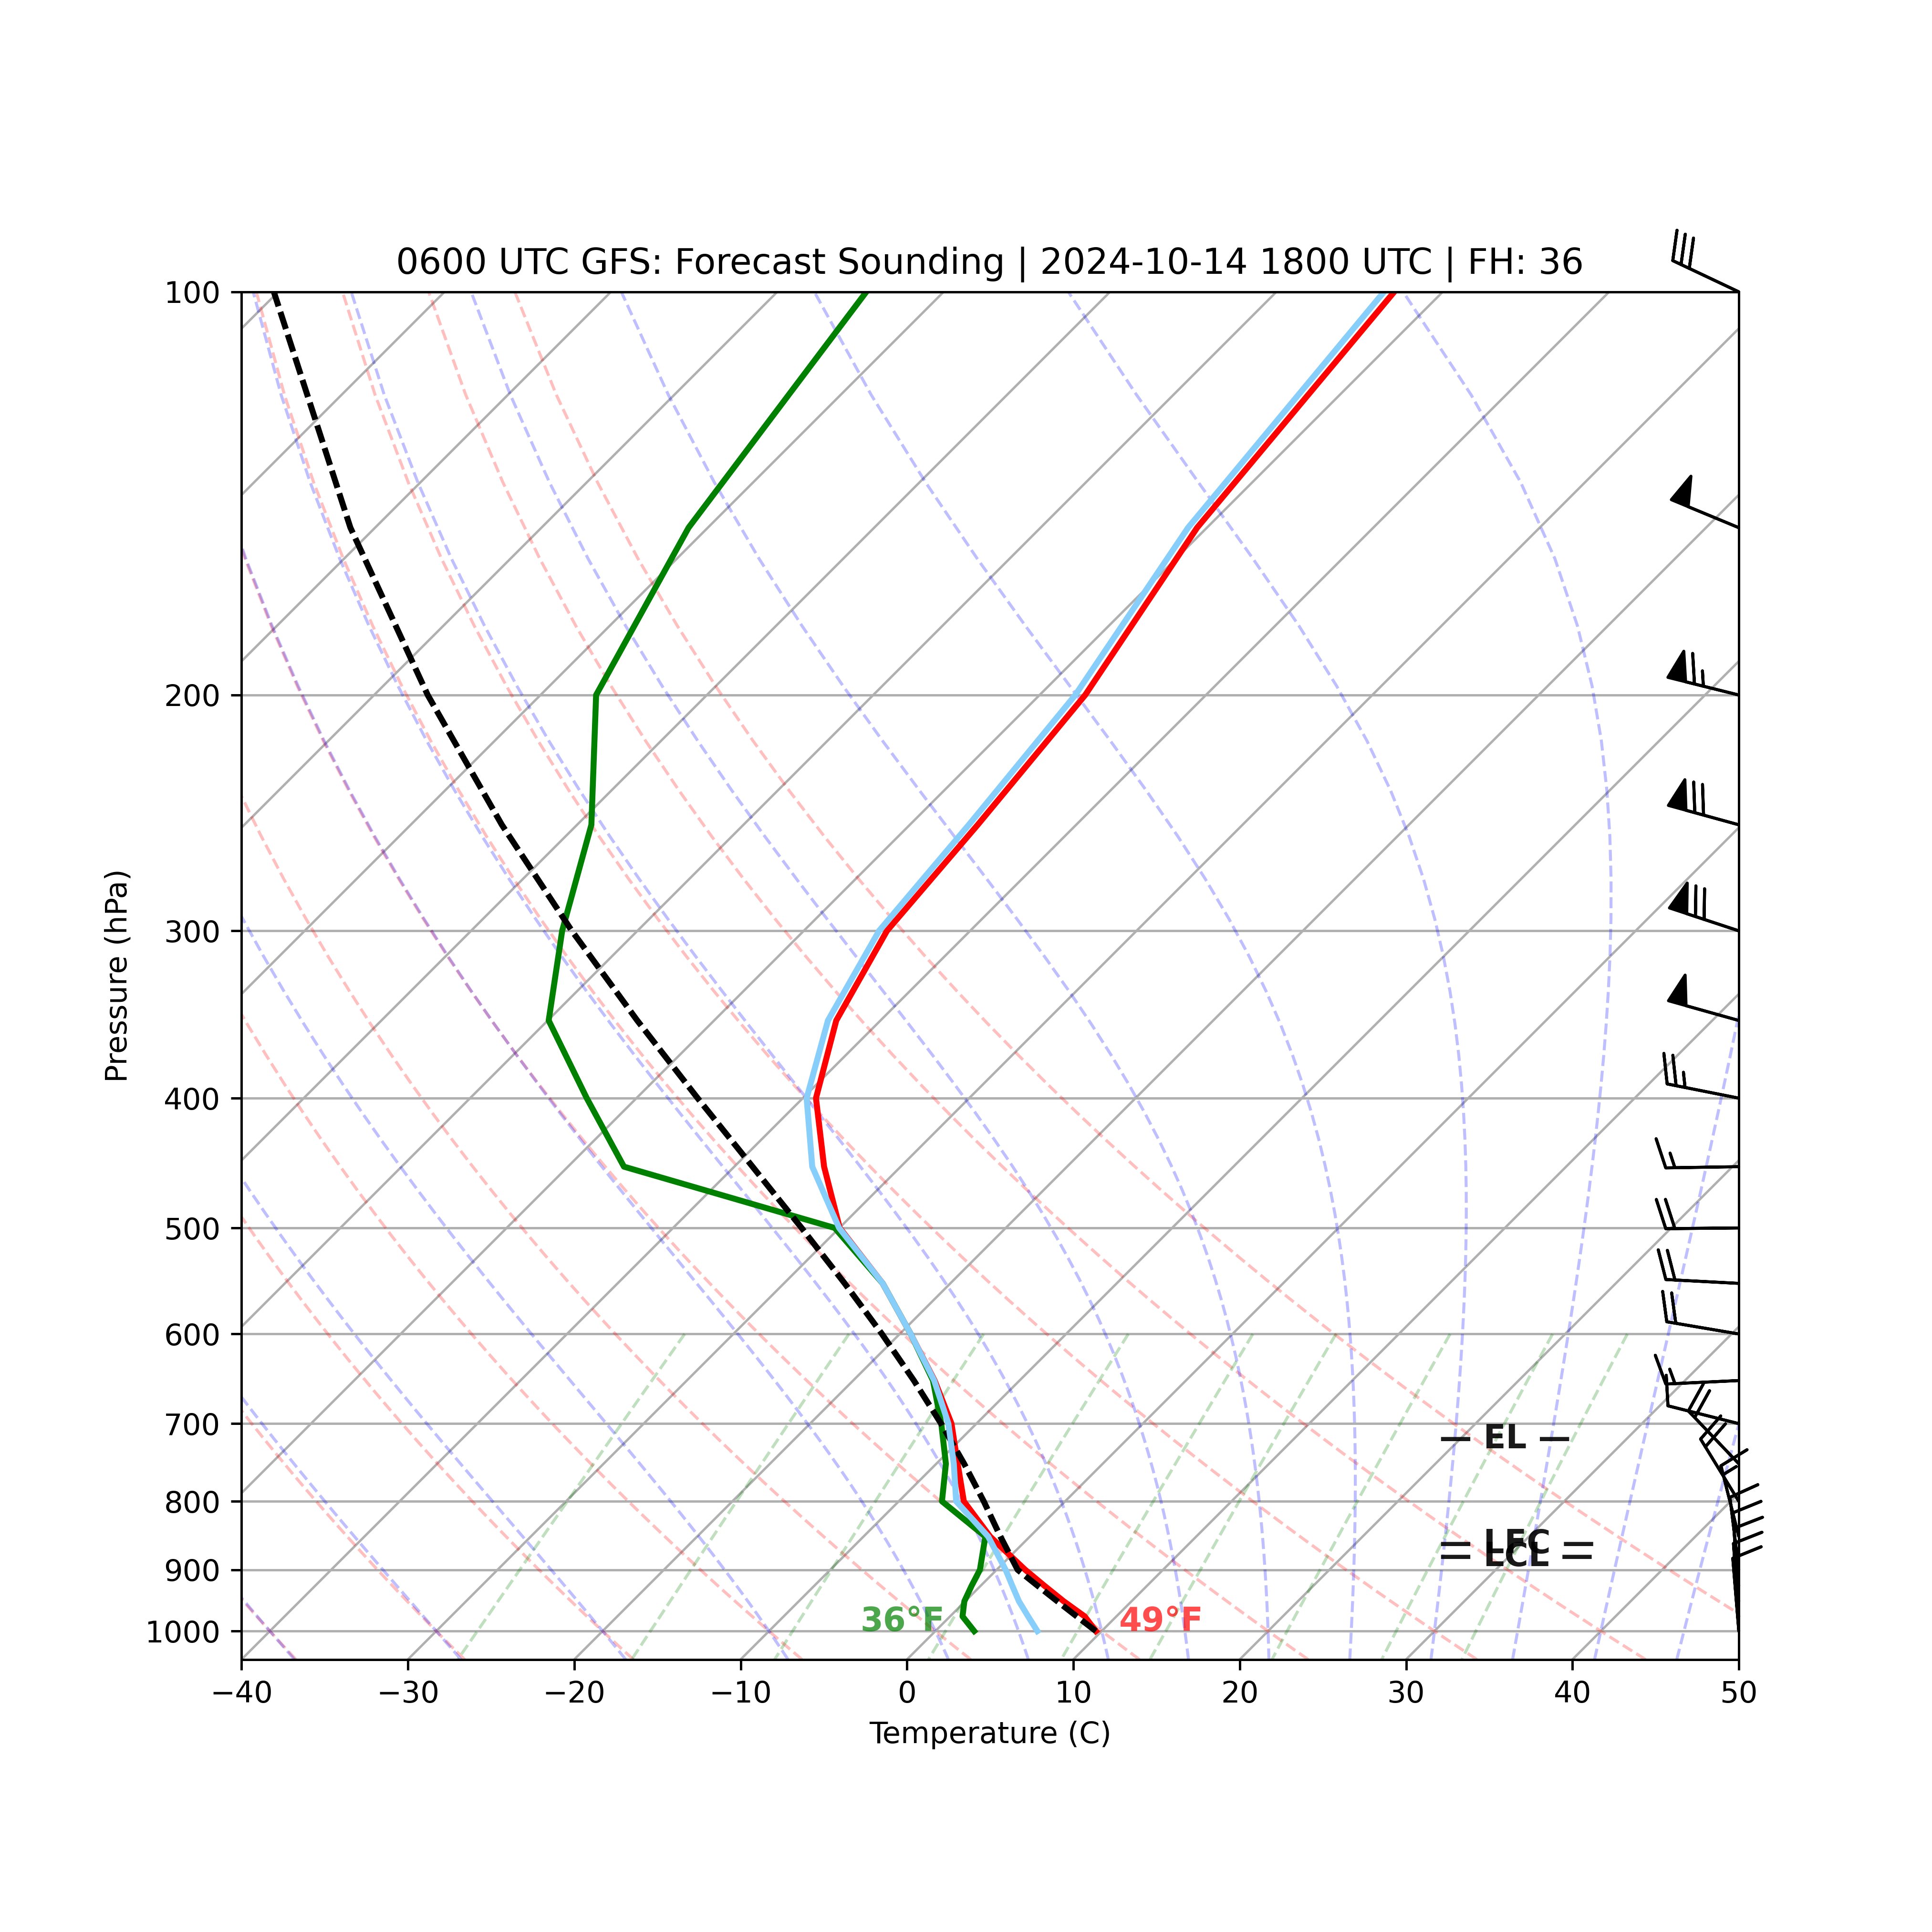 0600 UTC GFS: Forecast Sounding | 2024-10-14 1800 UTC | FH: 36
100
200
300
400
500
600
700
800
900
1000
Pressure (hPa)
— EL —
— LFC —
— LCL —
36°F
49°F
−40 −30 −20 −10 0 10 20 30 40 50
Temperature (C)